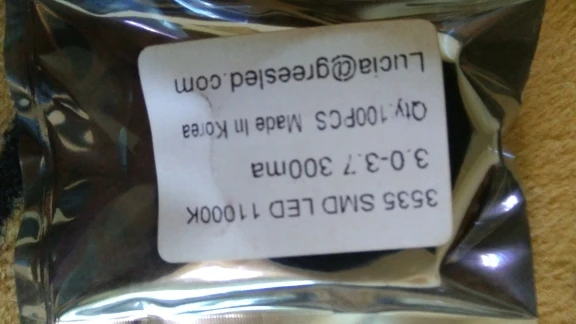 3535 SMD LED 11000K
3.0-3.7 300ma
Qty:100PCS Made In Korea
Lucia@greesled.com